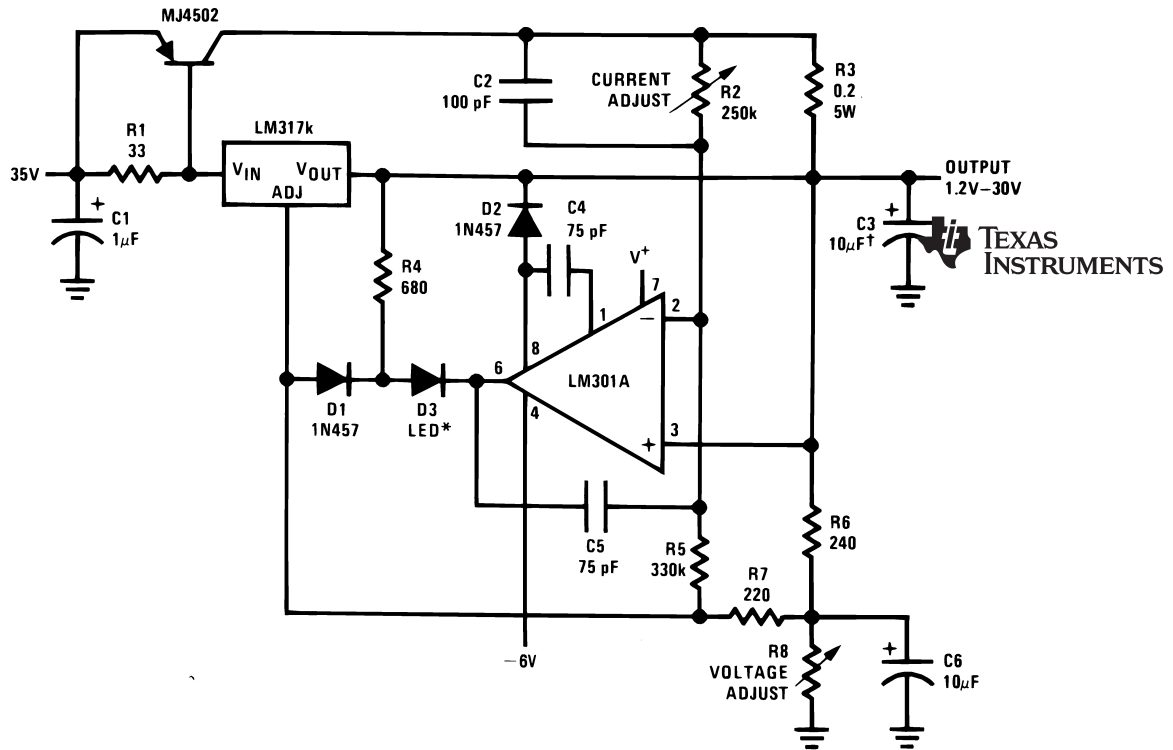 MJ4502
C2
100 pF
CURRENT
ADJUST
R2
250k
R3
0.2
5W
R1
33
LM317k
35V
VIN
VOUT
ADJ
OUTPUT
1.2V–30V
C1
1μF
+
D2
1N457
C4
75 pF
+
C3
10μF†
TEXAS
INSTRUMENTS
R4
680
V+
7
1
2
−
8
6
LM301A
4
D1
1N457
D3
LED*
+
3
C5
75 pF
R5
330k
R6
240
R7
220
−6V
R8
VOLTAGE
ADJUST
+
C6
10μF